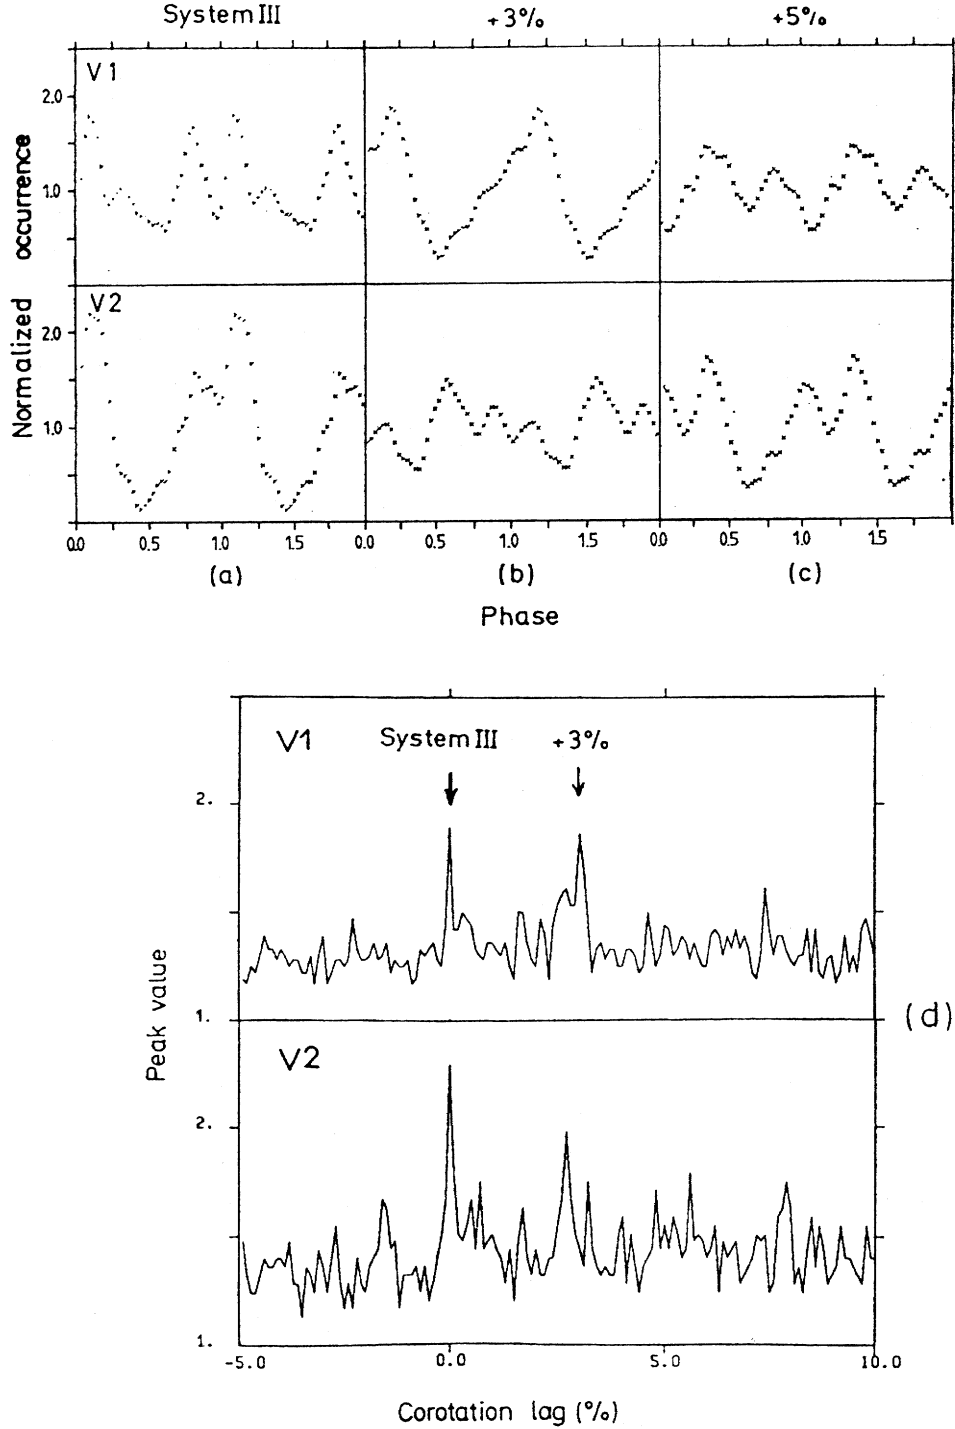 System III +3% +5%
V1
2.0
1.0
V2
2.0
1.0
Normalized occurrence
0.0 0.5 1.0 1.5 0.0 0.5 1.0 1.5 0.0 0.5 1.0 1.5
(a) (b) (c)
Phase
V1 System III +3%
2.
1.
V2
2.
1.
Peak value
(d)
-5.0 0.0 5.0 10.0
Corotation lag (%)